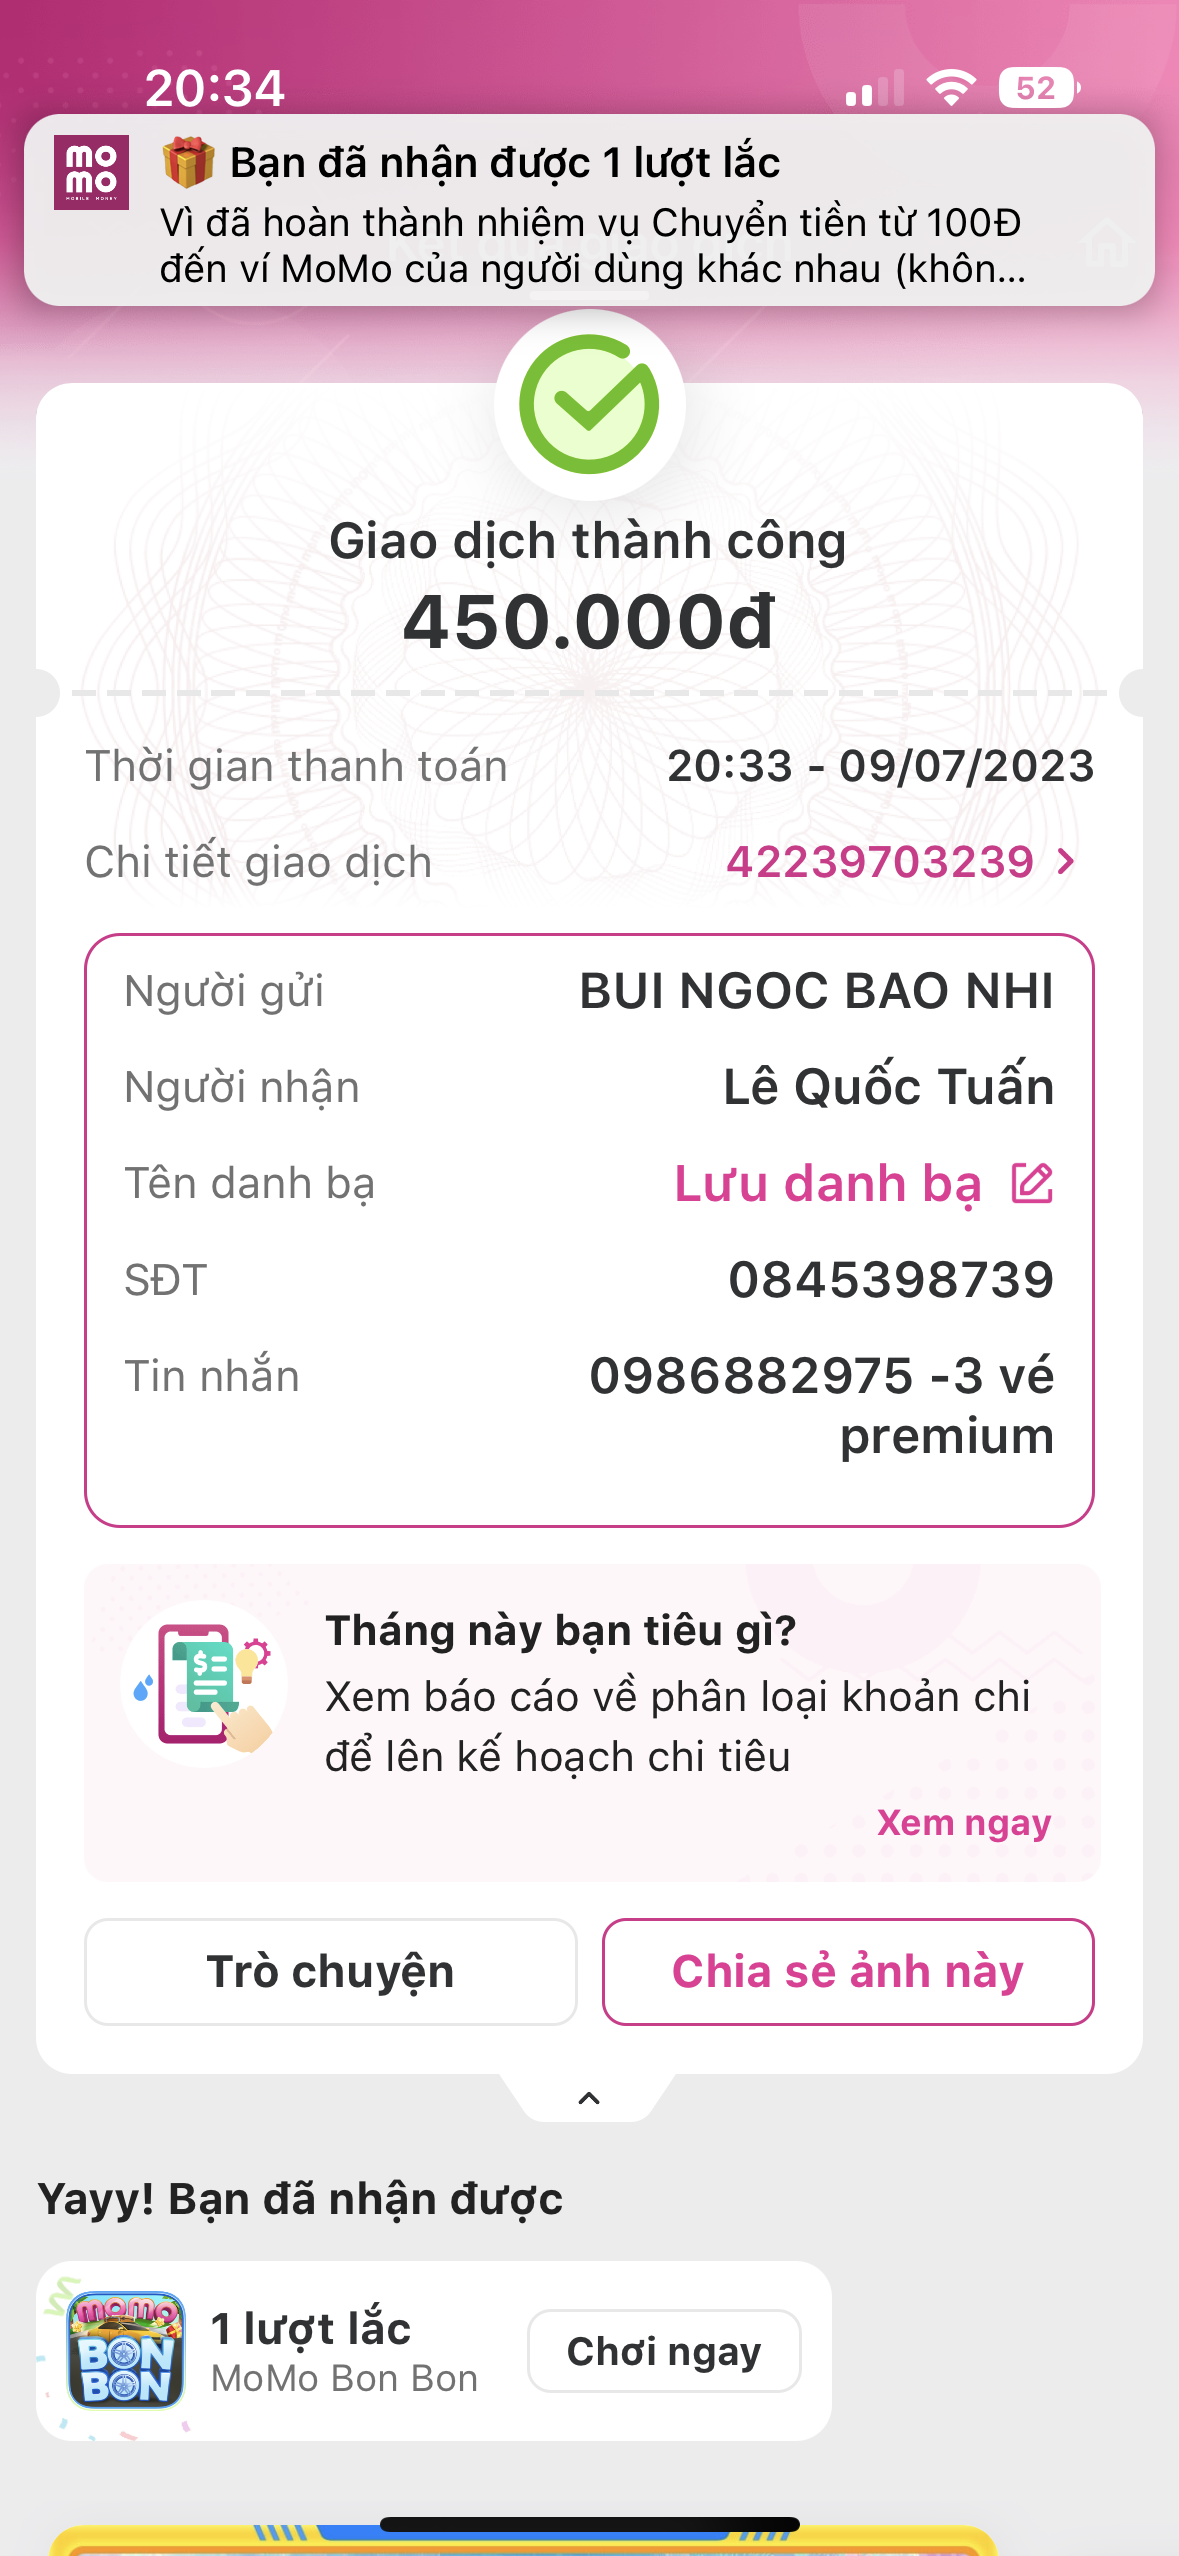 20:34
52
momo
MOBILE MONEY
🎁 Bạn đã nhận được 1 lượt lắc
Vì đã hoàn thành nhiệm vụ Chuyển tiền từ 100Đ
đến ví MoMo của người dùng khác nhau (khôn...
Giao dịch thành công
450.000đ
Thời gian thanh toán 20:33 - 09/07/2023
Chi tiết giao dịch 42239703239 >
Người gửi BUI NGOC BAO NHI
Người nhận Lê Quốc Tuấn
Tên danh bạ Lưu danh bạ
SĐT 0845398739
Tin nhắn 0986882975 -3 vé
premium
Tháng này bạn tiêu gì?
Xem báo cáo về phân loại khoản chi
để lên kế hoạch chi tiêu
Xem ngay
Trò chuyện Chia sẻ ảnh này
Yayy! Bạn đã nhận được
momo
BON
BON
1 lượt lắc
MoMo Bon Bon
Chơi ngay